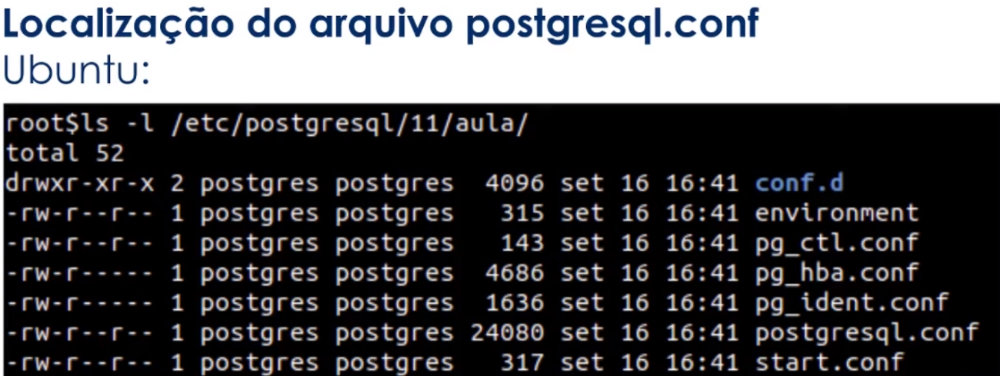 Localização do arquivo postgresql.conf
Ubuntu:
root$ls -l /etc/postgresql/11/aula/
total 52
drwxr-xr-x 2 postgres postgres  4096 set 16 16:41 conf.d
-rw-r--r-- 1 postgres postgres   315 set 16 16:41 environment
-rw-r--r-- 1 postgres postgres   143 set 16 16:41 pg_ctl.conf
-rw-r----- 1 postgres postgres  4686 set 16 16:41 pg_hba.conf
-rw-r----- 1 postgres postgres  1636 set 16 16:41 pg_ident.conf
-rw-r--r-- 1 postgres postgres 24080 set 16 16:41 postgresql.conf
-rw-r--r-- 1 postgres postgres   317 set 16 16:41 start.conf